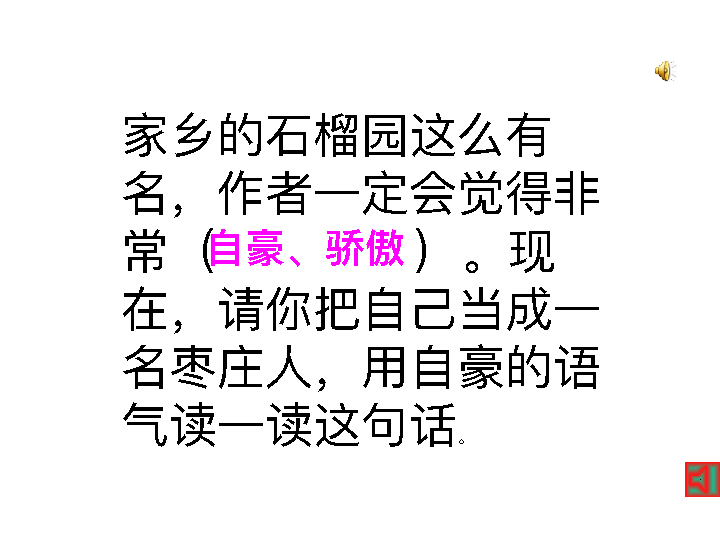 家乡的石榴园这么有
名，作者一定会觉得非
常（自豪、骄傲）。现
在，请你把自己当成一
名枣庄人，用自豪的语
气读一读这句话。